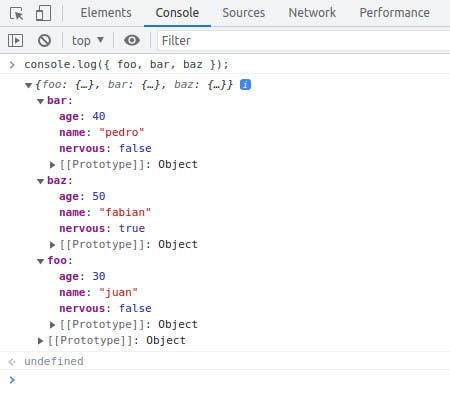 Elements Console Sources Network Performance
top Filter
console.log({ foo, bar, baz });
{foo: {…}, bar: {…}, baz: {…}} i
bar:
age: 40
name: "pedro"
nervous: false
[[Prototype]]: Object
baz:
age: 50
name: "fabian"
nervous: true
[[Prototype]]: Object
foo:
age: 30
name: "juan"
nervous: false
[[Prototype]]: Object
[[Prototype]]: Object
undefined